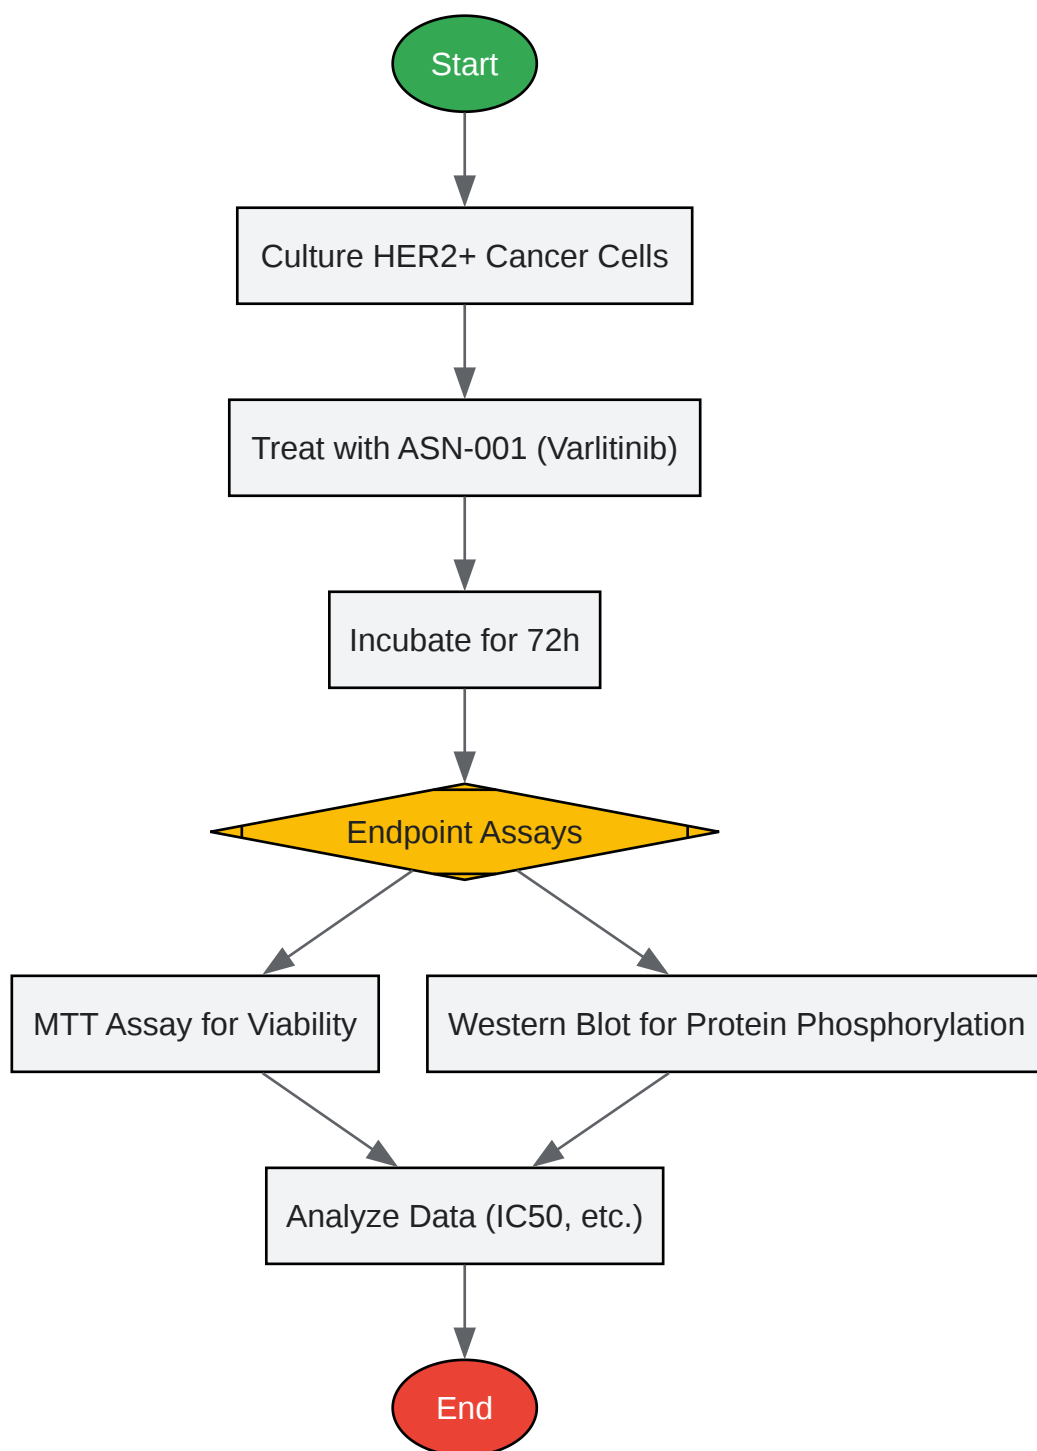 Start
Culture HER2+ Cancer Cells
Treat with ASN-001 (Varlitinib)
Incubate for 72h
Endpoint Assays
MTT Assay for Viability
Western Blot for Protein Phosphorylation
Analyze Data (IC50, etc.)
End